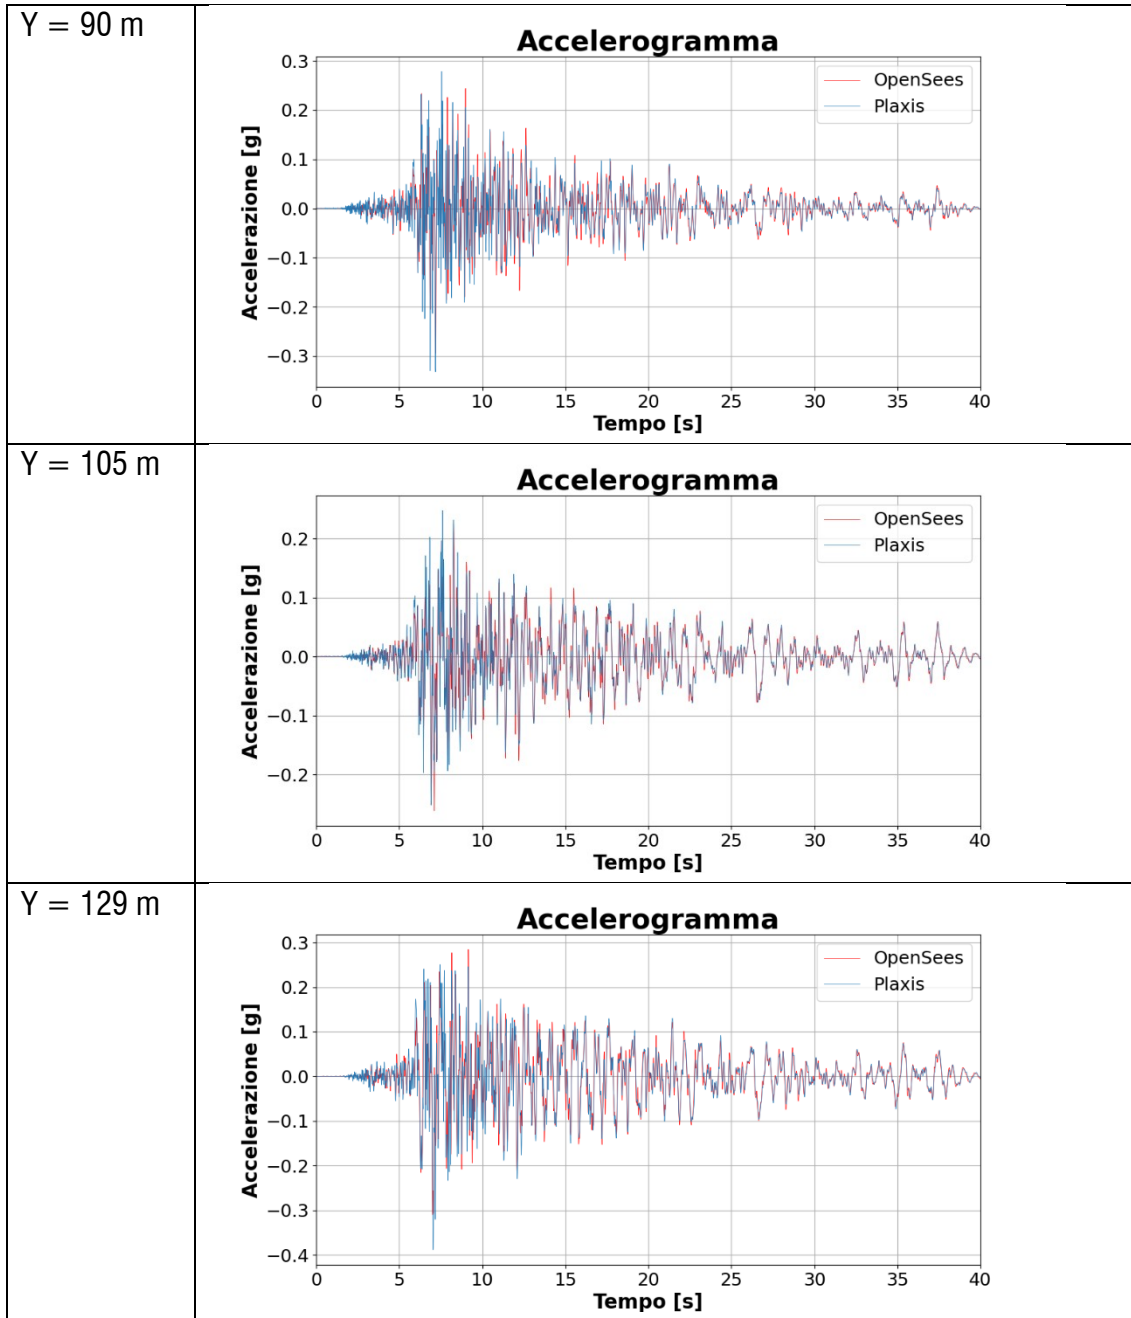 Y = 90 m
Accelerogramma
Accelerazione [g]
0.3
0.2
0.1
0.0
−0.1
−0.2
−0.3
OpenSees
Plaxis
0 5 10 15 20 25 30 35 40
Tempo [s]
Y = 105 m
Accelerogramma
Accelerazione [g]
0.2
0.1
0.0
−0.1
−0.2
OpenSees
Plaxis
0 5 10 15 20 25 30 35 40
Tempo [s]
Y = 129 m
Accelerogramma
Accelerazione [g]
0.3
0.2
0.1
0.0
−0.1
−0.2
−0.3
−0.4
OpenSees
Plaxis
0 5 10 15 20 25 30 35 40
Tempo [s]